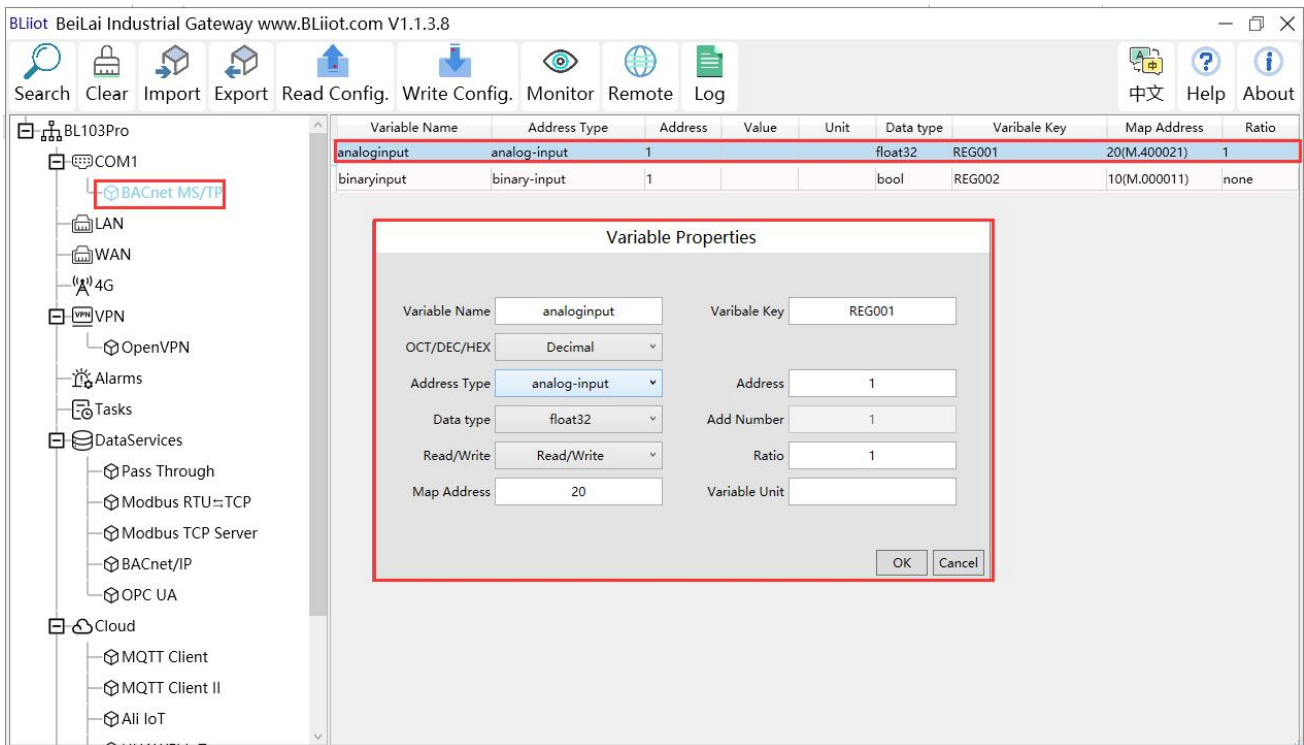 BLiiot BeiLai Industrial Gateway www.BLiiot.com V1.1.3.8
Search Clear Import Export Read Config. Write Config. Monitor Remote Log 中文 Help About
BL103Pro
COM1
BACnet MS/TP
LAN
WAN
4G
VPN
VPN
OpenVPN
Alarms
Tasks
DataServices
Pass Through
Modbus RTU⇆TCP
Modbus TCP Server
BACnet/IP
OPC UA
Cloud
MQTT Client
MQTT Client II
Ali IoT
Variable Name Address Type Address Value Unit Data type Varibale Key Map Address Ratio
analoginput analog-input 1 float32 REG001 20(M.400021) 1
binaryinput binary-input 1 bool REG002 10(M.000011) none
Variable Properties
Variable Name analoginput Varibale Key REG001
OCT/DEC/HEX Decimal
Address Type analog-input Address 1
Data type float32 Add Number 1
Read/Write Read/Write Ratio 1
Map Address 20 Variable Unit
OK Cancel